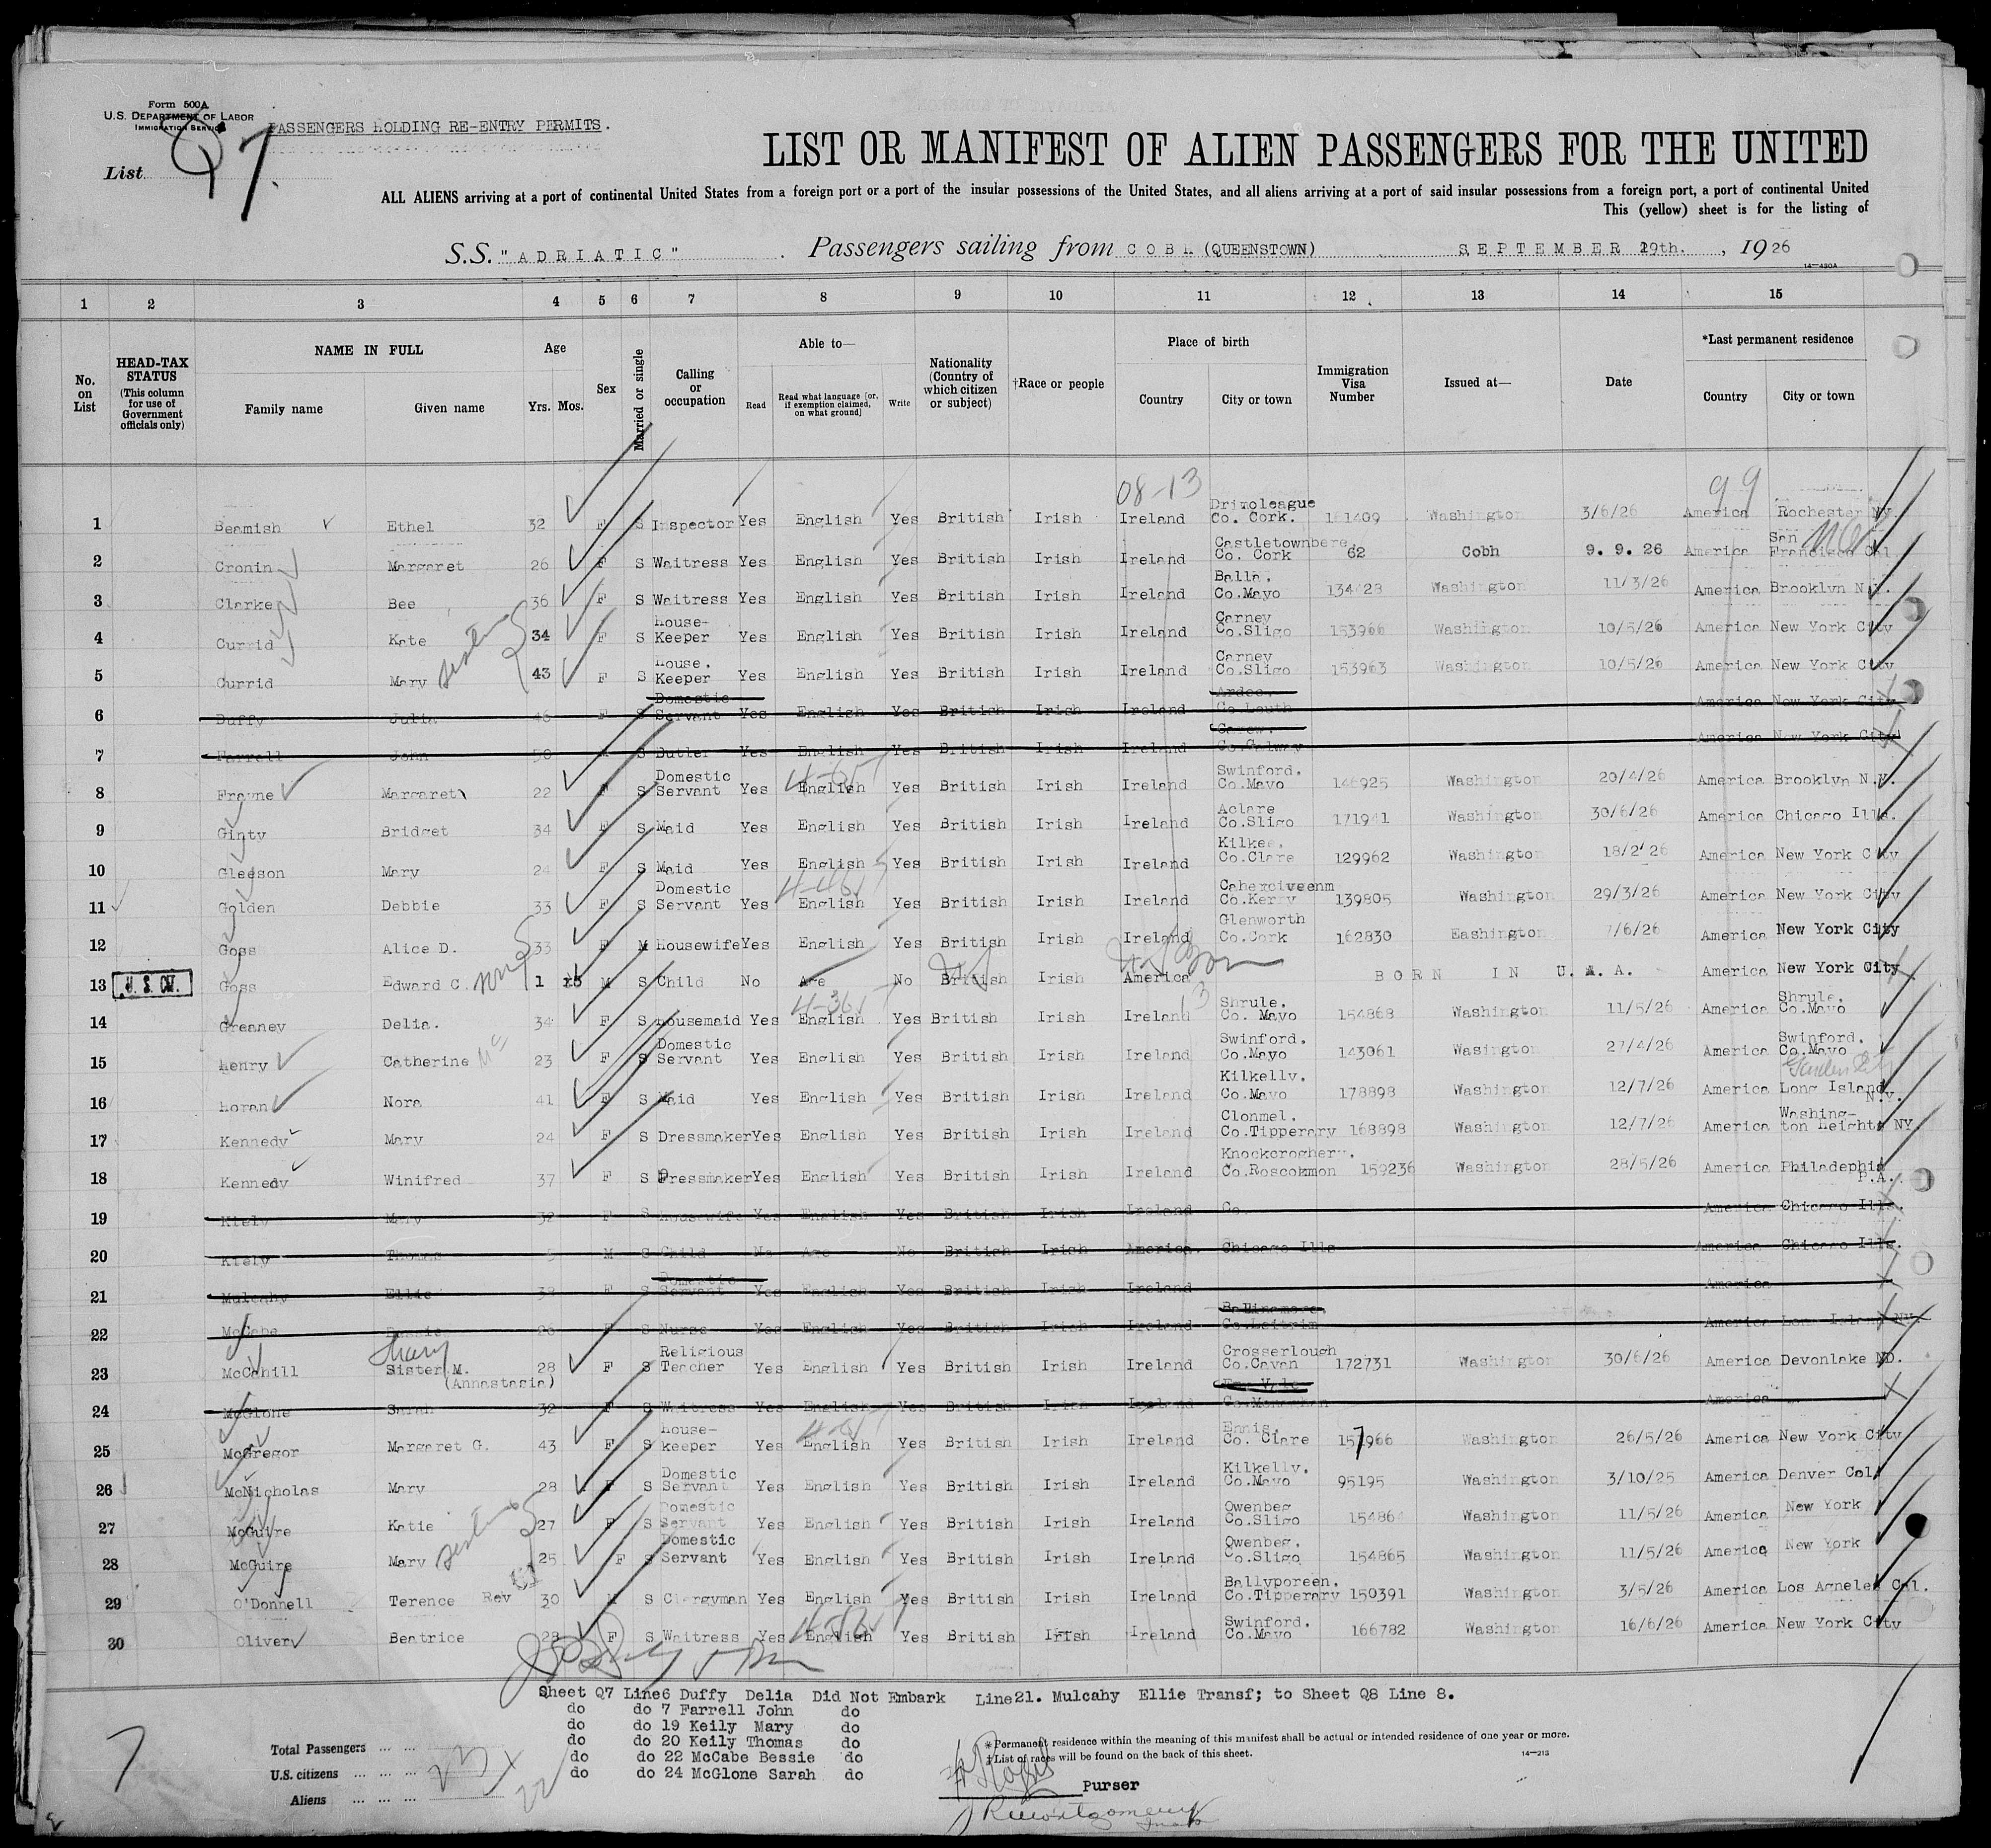 Form 500A
U.S. DEPARTMENT OF LABOR
IMMIGRATION SERVICE
PASSENGERS HOLDING RE-ENTRY PERMITS.
List Q 7.
LIST OR MANIFEST OF ALIEN PASSENGERS FOR THE UNITED
ALL ALIENS arriving at a port of continental United States from a foreign port or a port of the insular possessions of the United States, and all aliens arriving at a port of said insular possessions from a foreign port, a port of continental United
This (yellow) sheet is for the listing of
S.S. "ADRIATIC" Passengers sailing from COBH (QUEENSTOWN) SEPTEMBER 19th., 1926
14—480A
1 2 3 4 5 6 7 8 9 10 11 12 13 14 15
No. on List HEAD-TAX STATUS (This column for use of Government officials only) NAME IN FULL Family name Given name Age Yrs. Mos. Sex Married or single Calling or occupation Able to— Read Read what language [or, if exemption claimed, on what ground] Write Nationality (Country of which citizen or subject) †Race or people Place of birth Country City or town Immigration Visa Number Issued at— Date *Last permanent residence Country City or town
08-13 99
1 Beamish Ethel 32 F S Inspector Yes English Yes British Irish Ireland Drimoleague Co. Cork. 161409 Washington 3/6/26 America Rochester Ny.
2 Cronin Margaret 26 F S Waitress Yes English Yes British Irish Ireland Castletownbere Co. Cork 62 Cobh 9.9.26 America San Francisco Cal
3 Clarke Bee 36 F S Waitress Yes English Yes British Irish Ireland Balla. Co.Mayo 134428 Washington 11/3/26 America Brooklyn N.Y.
4 Currid Kate 34 F S House-Keeper Yes English Yes British Irish Ireland Carney Co.Sligo 153966 Washington 10/5/26 America New York City
5 Currid Mary sisters 43 F S House. Keeper Yes English Yes British Irish Ireland Carney Co.Sligo 153963 Washington 10/5/26 America New York City
6 Duffy Julia 46 F S Domestic Servant Yes English Yes British Irish Ireland Ardee. Co.Louth America New York City
7 Farrell John 50 M S Butler Yes English Yes British Irish Ireland Co.Galway America New York City
8 Frayne Margaret 22 F S Domestic Servant Yes English Yes British Irish Ireland Swinford. Co.Mayo 146925 Washington 20/4/26 America Brooklyn N.Y.
9 Ginty Bridget 34 F S Maid Yes English Yes British Irish Ireland Aclare Co.Sligo 171941 Washington 30/6/26 America Chicago Ills.
10 Gleeson Mary 24 F S Maid Yes English Yes British Irish Ireland Kilkee. Co.Clare 129962 Washington 18/2/26 America New York City
11 Golden Debbie 33 F S Domestic Servant Yes English Yes British Irish Ireland Caherciveenm Co.Kerry 139805 Washington 29/3/26 America New York City
12 Goss Alice D. 33 F M Housewife Yes English Yes British Irish Ireland Glenworth Co.Cork 162830 Eashington 7/6/26 America New York City
13 U.S. Goss Edward C. 1 M S Child No Age No British Irish America BORN IN U.S.A. America New York City
14 Greaney Delia. 34 F S Housemaid Yes English Yes British Irish Ireland Shrule. Co. Mayo 154868 Washington 11/5/26 America Shrule. Co.Mayo
15 Henry Catherine 23 F S Domestic Servant Yes English Yes British Irish Ireland Swinford. Co.Mayo 143061 Wasington 27/4/26 America Swinford. Co.Mayo
16 Horan Nora 41 F S Maid Yes English Yes British Irish Ireland Kilkelly. Co.Mayo 178898 Washington 12/7/26 America Long Island N.Y.
17 Kennedy Mary 24 F S Dressmaker Yes English Yes British Irish Ireland Clonmel. Co.Tipperary 168898 Washington 12/7/26 America Washing-ton Heights NY.
18 Kennedy Winifred 37 F S Dressmaker Yes English Yes British Irish Ireland Knockcroghery. Co.Roscommon 159236 Washington 28/5/26 America Philadephia P.A.
19 Kiely Mary 32 F S Housewife Yes English Yes British Irish Ireland Co. America Chicago Ills.
20 Kiely Thomas 5 M S Child No Age No British Irish America. Chicago Ills America Chicago Ills.
21 Mulcahy Ellie 38 F S Domestic Servant Yes English Yes British Irish Ireland America
22 McCabe Bessie 26 F S Nurse Yes English Yes British Irish Ireland Ballinamore. Co.Leitrim America Long Island NY.
23 McCahill Mary Sister M. (Annastasia) 28 F S Religious Teacher Yes English Yes British Irish Ireland Crosserlough Co.Cavan 172731 Washington 30/6/26 America Devonlake ND.
24 McGlone Sarah 32 F S Waitress Yes English Yes British Irish Ireland Co.Monaghan America
25 McGregor Margaret G. 43 F S House-keeper Yes English Yes British Irish Ireland Ennis. Co. Clare 157966 Washington 26/5/26 America New York City
26 McNicholas Mary 28 F S Domestic Servant Yes English Yes British Irish Ireland Kilkelly. Co.Mayo 95195 Washington 3/10/25 America Denver Col.
27 McGuire Katie 27 F S Domestic Servant Yes English Yes British Irish Ireland Owenbeg Co.Sligo 154864 Washington 11/5/26 America New York
28 McGuire Mary sisters 25 F S Domestic Servant Yes English Yes British Irish Ireland Owenbeg. Co.Sligo 154865 Washington 11/5/26 America New York
29 O'Donnell Terence Rev 30 M S Clergyman Yes English Yes British Irish Ireland Ballyporeen. Co.Tipperary 150391 Washington 3/5/26 America Los Angeles Cal.
30 Oliver Beatrice 28 F S Waitress Yes English Yes British Irish Ireland Swinford. Co.Mayo 166782 Washington 16/6/26 America New York City
Sheet Q7 Line6 Duffy Delia Did Not Embark Line21. Mulcahy Ellie Transf; to Sheet Q8 Line 8.
do do 7 Farrell John do
do do 19 Keily Mary do
do do 20 Keily Thomas do
do do 22 McCabe Bessie do
do do 24 McGlone Sarah do
Total Passengers
U.S. citizens
Aliens
23
22
7
*Permanent residence within the meaning of this manifest shall be actual or intended residence of one year or more.
†List of races will be found on the back of this sheet.
14—213
Purser